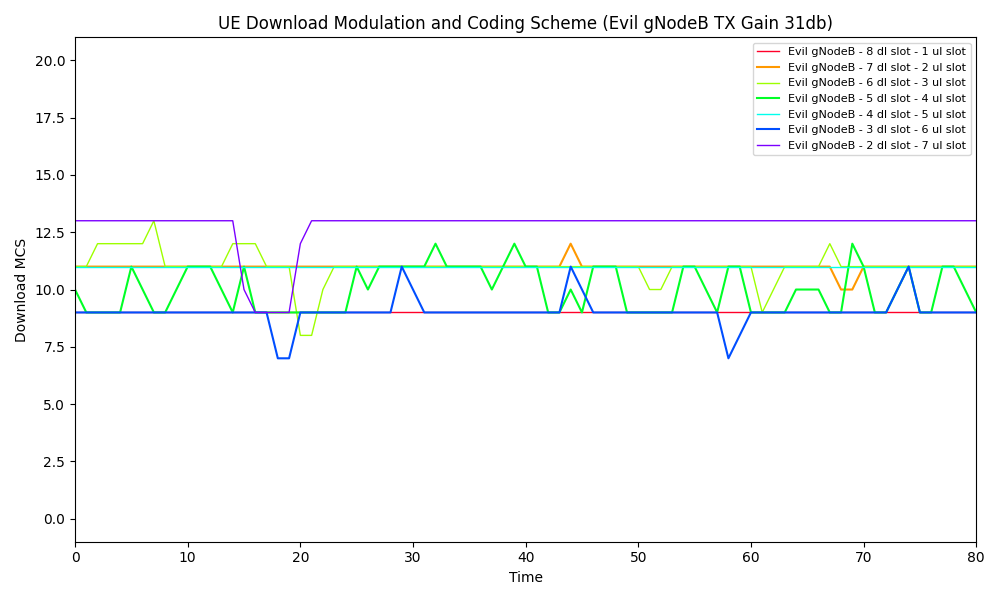 UE Download Modulation and Coding Scheme (Evil gNodeB TX Gain 31db)
Evil gNodeB - 8 dl slot - 1 ul slot
Evil gNodeB - 7 dl slot - 2 ul slot
Evil gNodeB - 6 dl slot - 3 ul slot
Evil gNodeB - 5 dl slot - 4 ul slot
Evil gNodeB - 4 dl slot - 5 ul slot
Evil gNodeB - 3 dl slot - 6 ul slot
Evil gNodeB - 2 dl slot - 7 ul slot
Download MCS
20.0
17.5
15.0
12.5
10.0
7.5
5.0
2.5
0.0
0 10 20 30 40 50 60 70 80
Time